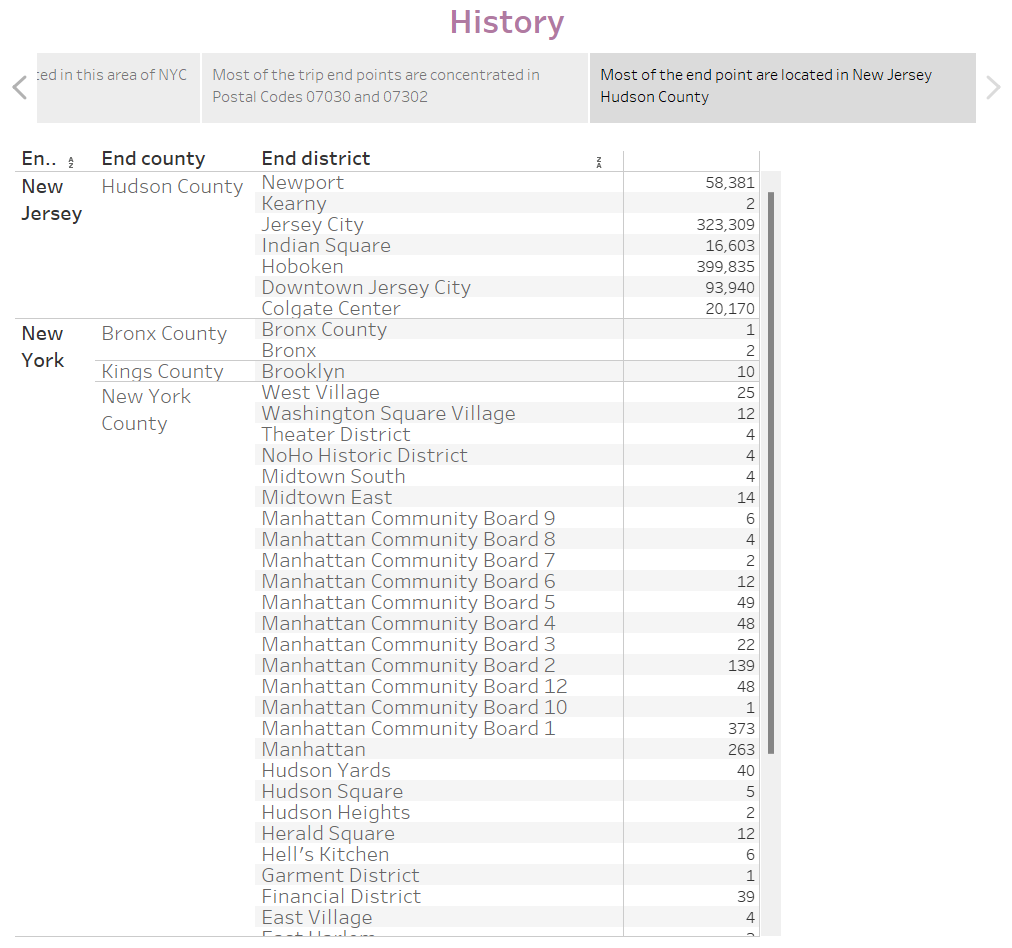 History
ted in this area of NYC
Most of the trip end points are concentrated in
Postal Codes 07030 and 07302
Most of the end point are located in New Jersey
Hudson County
En.. End county End district
New Jersey Hudson County Newport 58,381
Kearny 2
Jersey City 323,309
Indian Square 16,603
Hoboken 399,835
Downtown Jersey City 93,940
Colgate Center 20,170
New York Bronx County Bronx County 1
Bronx 2
Kings County Brooklyn 10
New York County West Village 25
Washington Square Village 12
Theater District 4
NoHo Historic District 4
Midtown South 4
Midtown East 14
Manhattan Community Board 9 6
Manhattan Community Board 8 4
Manhattan Community Board 7 2
Manhattan Community Board 6 12
Manhattan Community Board 5 49
Manhattan Community Board 4 48
Manhattan Community Board 3 22
Manhattan Community Board 2 139
Manhattan Community Board 12 48
Manhattan Community Board 10 1
Manhattan Community Board 1 373
Manhattan 263
Hudson Yards 40
Hudson Square 5
Hudson Heights 2
Herald Square 12
Hell's Kitchen 6
Garment District 1
Financial District 39
East Village 4
East Harlem